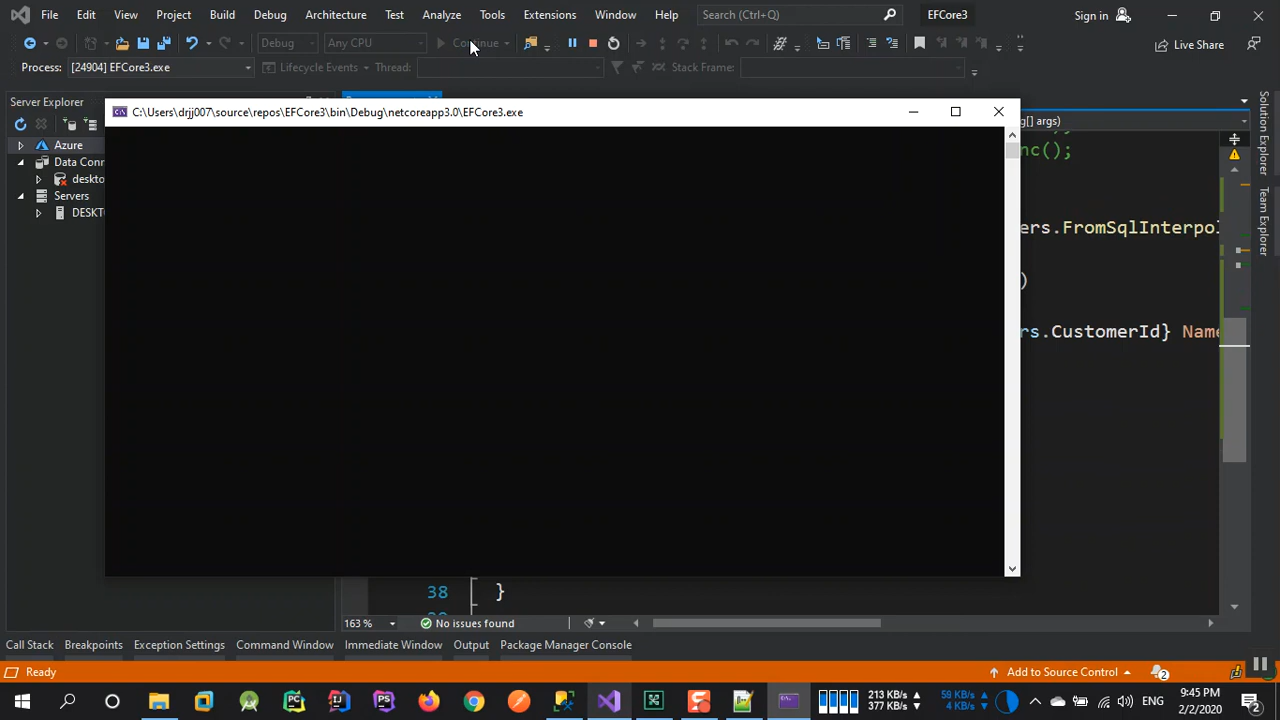 File Edit View Project Build Debug Architecture Test Analyze Tools Extensions Window Help Search (Ctrl+Q) EFCore3 Sign in
Debug Any CPU Continue Live Share
Process: [24904] EFCore3.exe Lifecycle Events Thread: Stack Frame:
Server Explorer
C:\Users\drjj007\source\repos\EFCore3\bin\Debug\netcoreapp3.0\EFCore3.exe
g[] args)
Azure
nc();
Data Conn
deskto
Servers
DESKT
ers.FromSqlInterpol
)
rs.CustomerId} Name
38 }
163 % No issues found
Solution Explorer
Team Explorer
Call Stack Breakpoints Exception Settings Command Window Immediate Window Output Package Manager Console
Ready Add to Source Control 2
213 KB/s 377 KB/s 59 KB/s 4 KB/s ENG 9:45 PM 2/2/2020 2